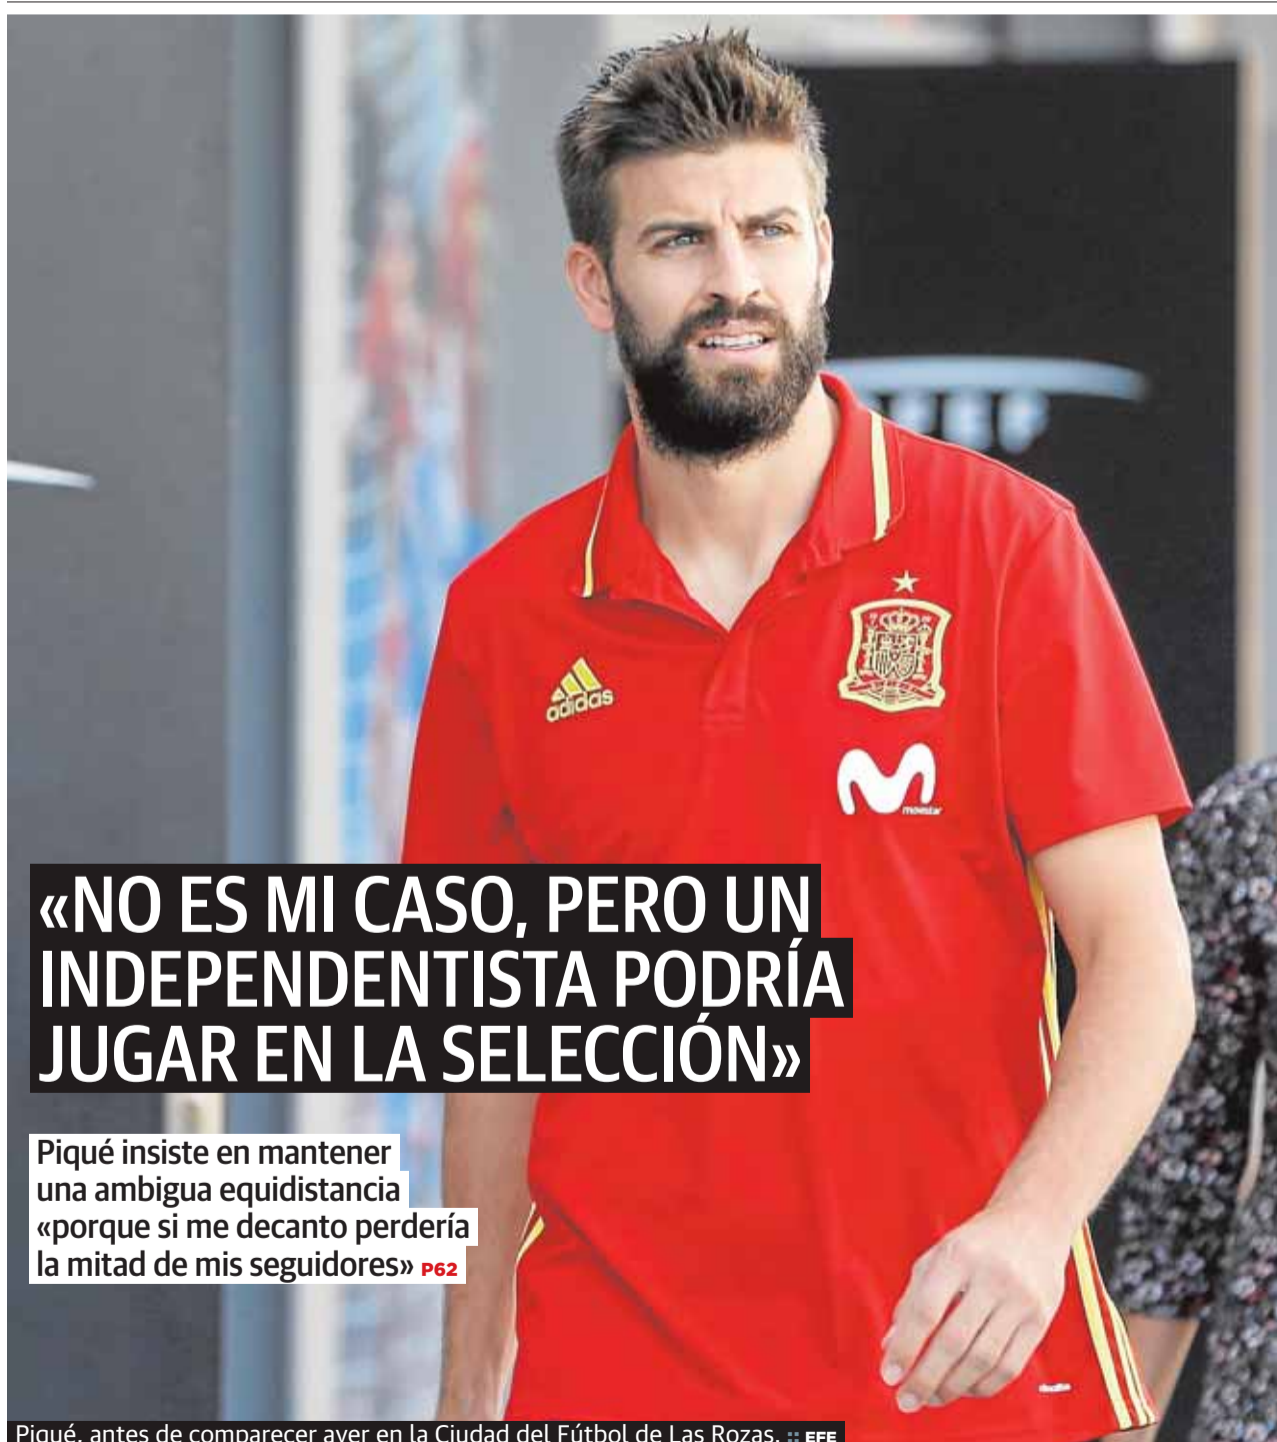 FEF
adidas
movistar
«NO ES MI CASO, PERO UN
INDEPENDENTISTA PODRÍA
JUGAR EN LA SELECCIÓN»
Piqué insiste en mantener
una ambigua equidistancia
«porque si me decanto perdería
la mitad de mis seguidores» P62
Piqué, antes de comparecer ayer en la Ciudad del Fútbol de Las Rozas. :: EFE